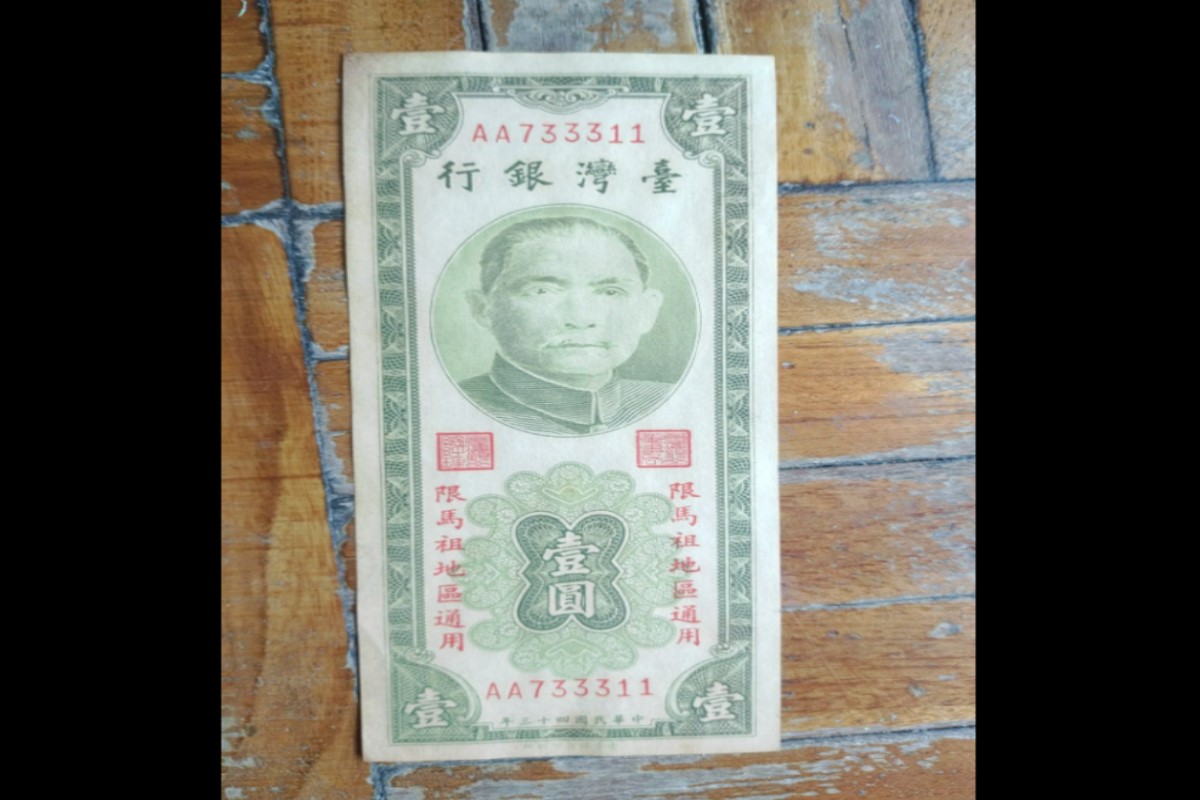 壹 壹
AA733311
行銀灣臺
限馬祖地區通用
限馬祖地區通用
壹圓
AA733311
壹 壹
年三十四國民華中